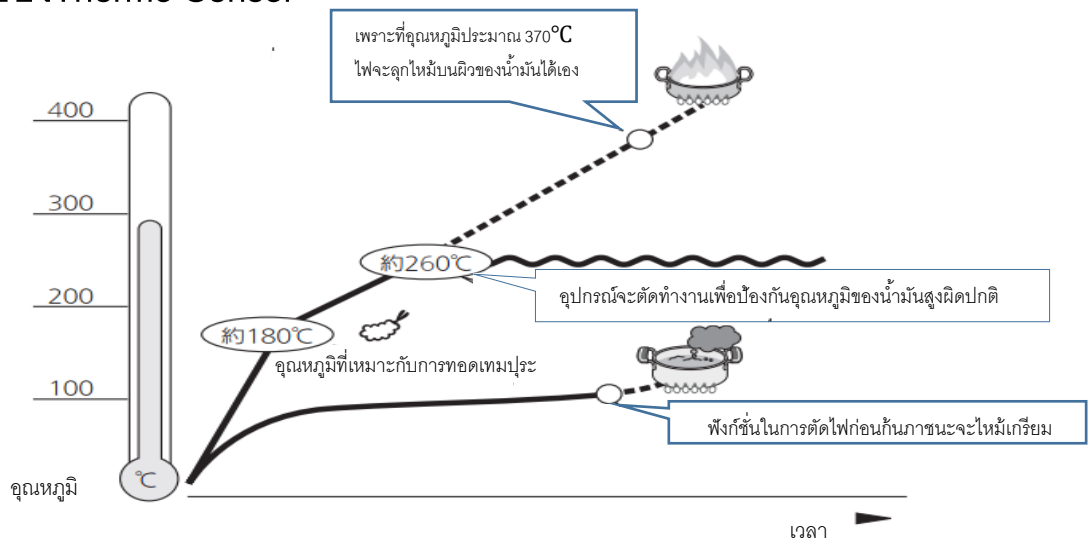 Thermo Sensor
เพราะที่อุณหภูมิประมาณ 370°C
ไฟจะลุกไหม้บนผิวของน้ำมันได้เอง
400
300
約260℃
อุปกรณ์จะตัดทำงานเพื่อป้องกันอุณหภูมิของน้ำมันสูงผิดปกติ
200
約180℃
อุณหภูมิที่เหมาะกับการทอดเทมปุระ
100
ฟังก์ชั่นในการตัดไฟก่อนก้นภาชนะจะไหม้เกรียม
℃
อุณหภูมิ
เวลา